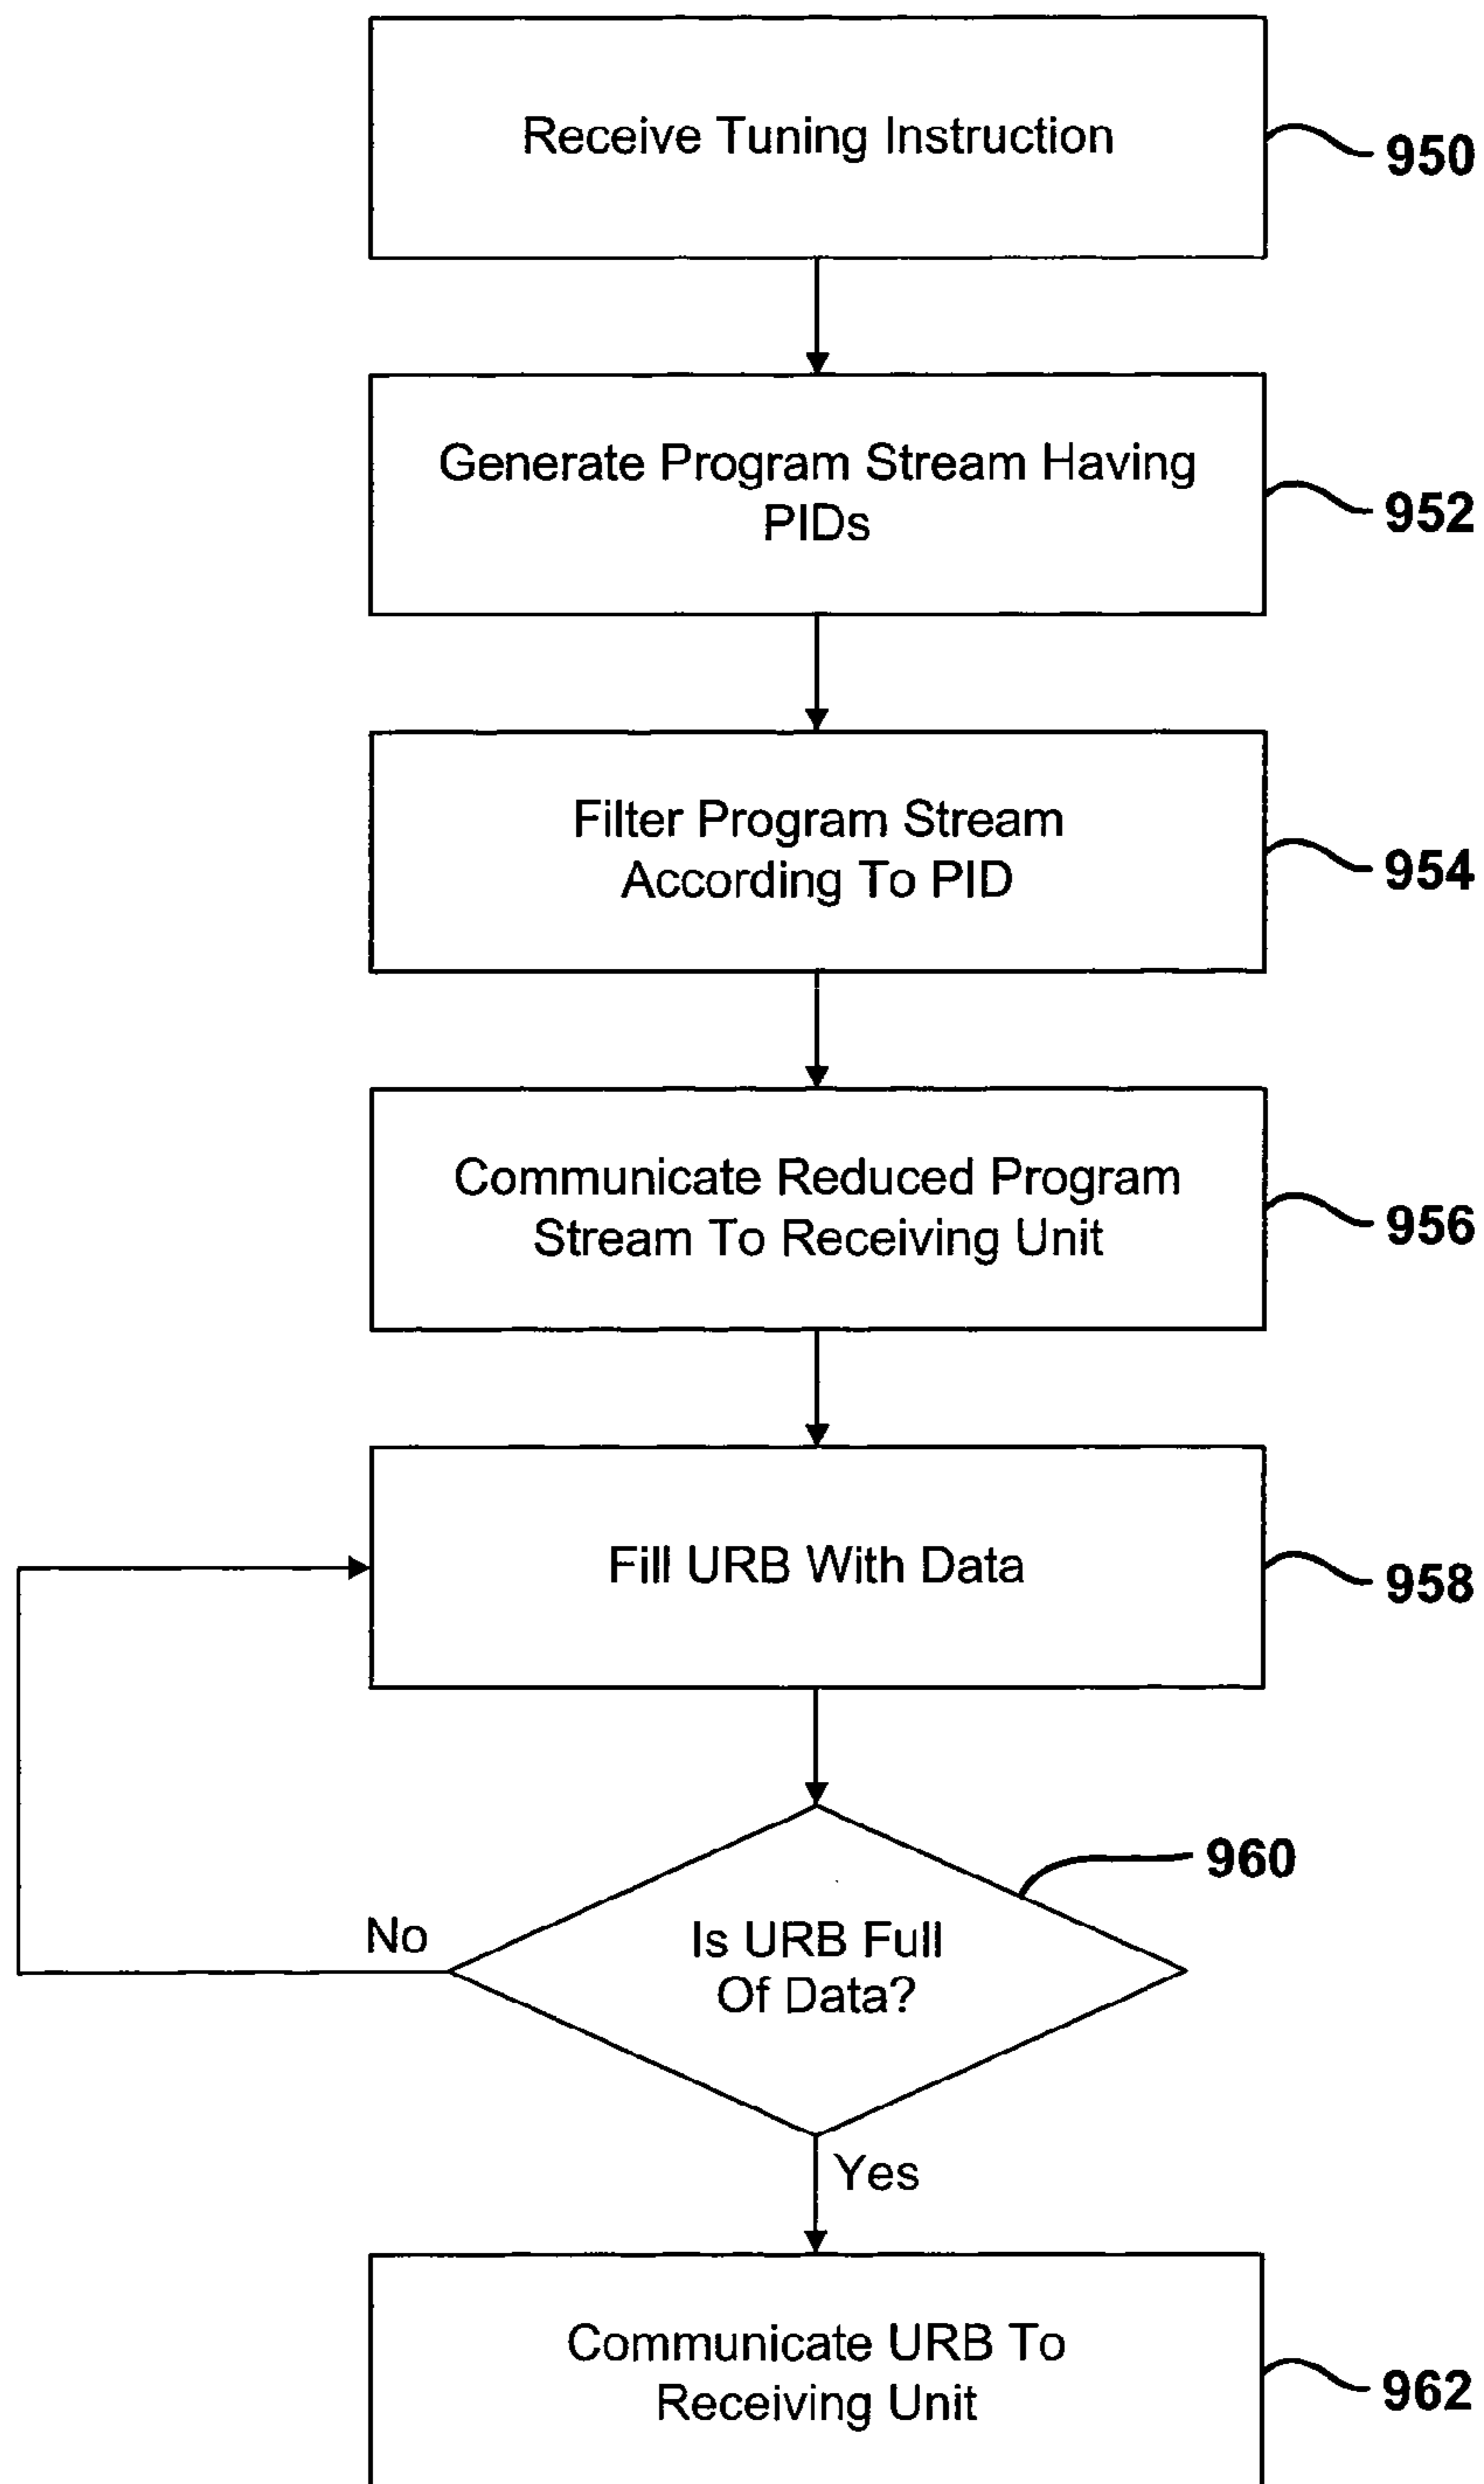 Receive Tuning Instruction
950
Generate Program Stream Having
PIDs
952
Filter Program Stream
According To PID
954
Communicate Reduced Program
Stream To Receiving Unit
956
Fill URB With Data
958
960
Is URB Full
Of Data?
No
Yes
Communicate URB To
Receiving Unit
962